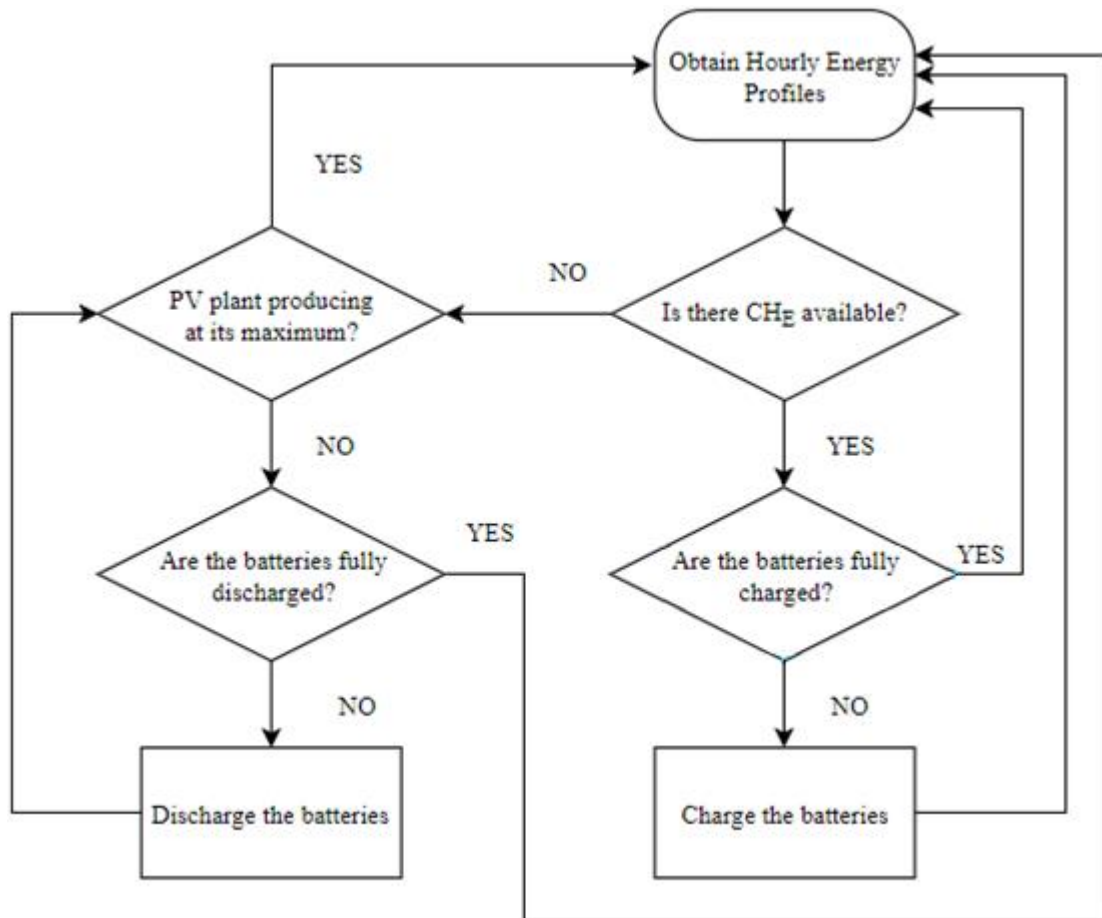 Obtain Hourly Energy
Profiles
YES
NO
PV plant producing
at its maximum?
Is there CHE available?
NO
YES
Are the batteries fully
discharged?
YES
Are the batteries fully
charged?
YES
NO
NO
Discharge the batteries
Charge the batteries